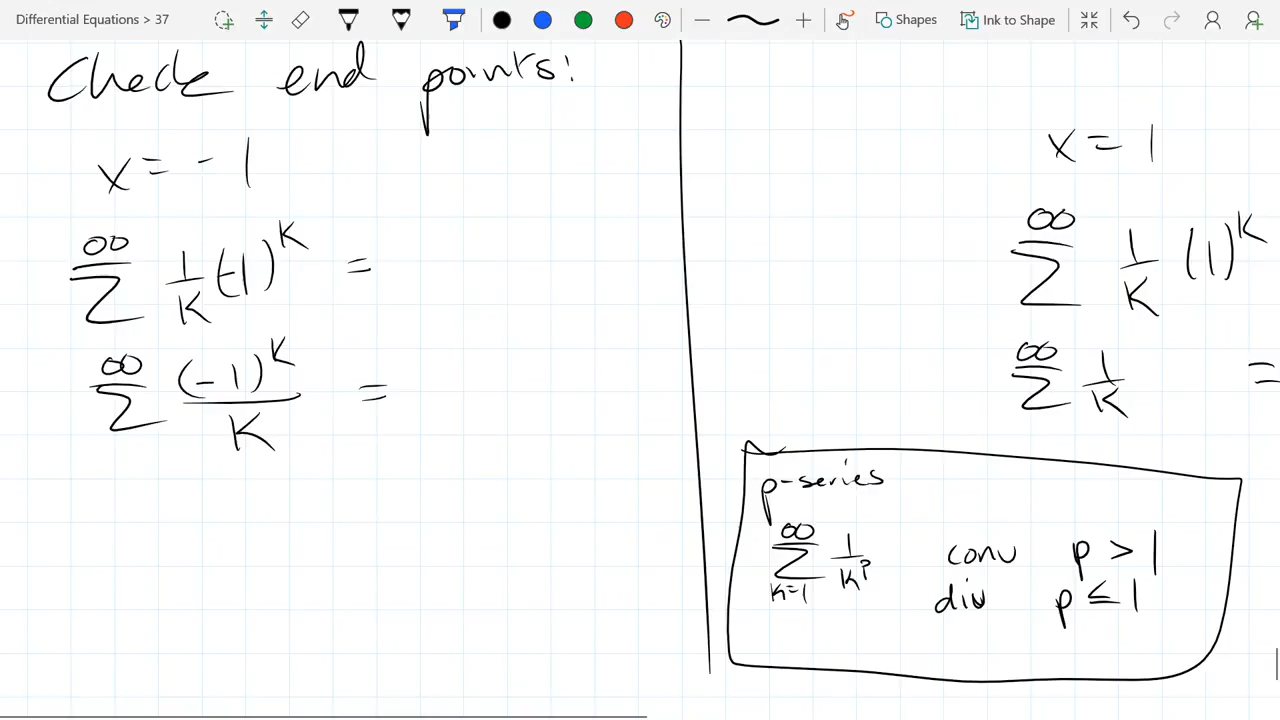 Differential Equations > 37
Shapes
Ink to Shape
Check end points:
x = -1
∞
Σ 1/K (-1)^K =
∞
Σ (-1)^K / K =
x = 1
∞
Σ 1/K (1)^K
∞
Σ 1/K =
p-series
∞
Σ 1/K^p conv p > 1
K=1 div p ≤ 1